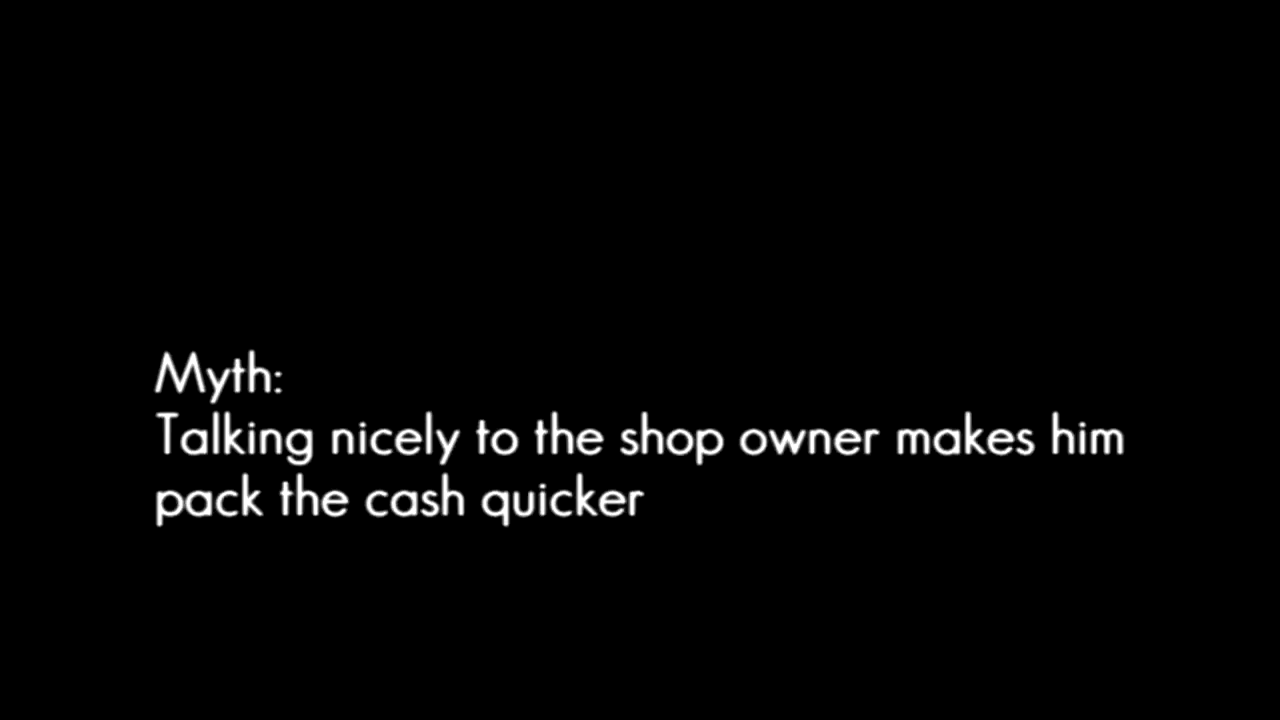 Myth:
Talking nicely to the shop owner makes him
pack the cash quicker